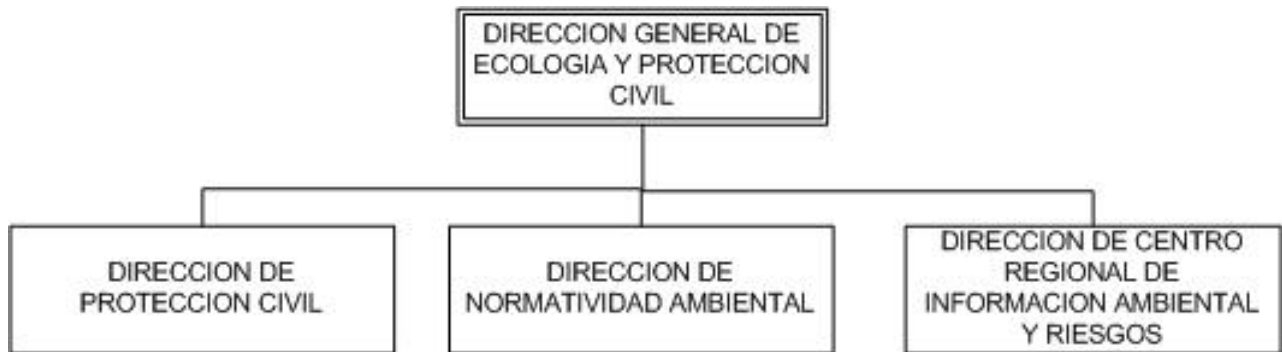 DIRECCION GENERAL DE
ECOLOGIA Y PROTECCION
CIVIL
DIRECCION DE
PROTECCION CIVIL
DIRECCION DE
NORMATIVIDAD AMBIENTAL
DIRECCION DE CENTRO
REGIONAL DE
INFORMACION AMBIENTAL
Y RIESGOS